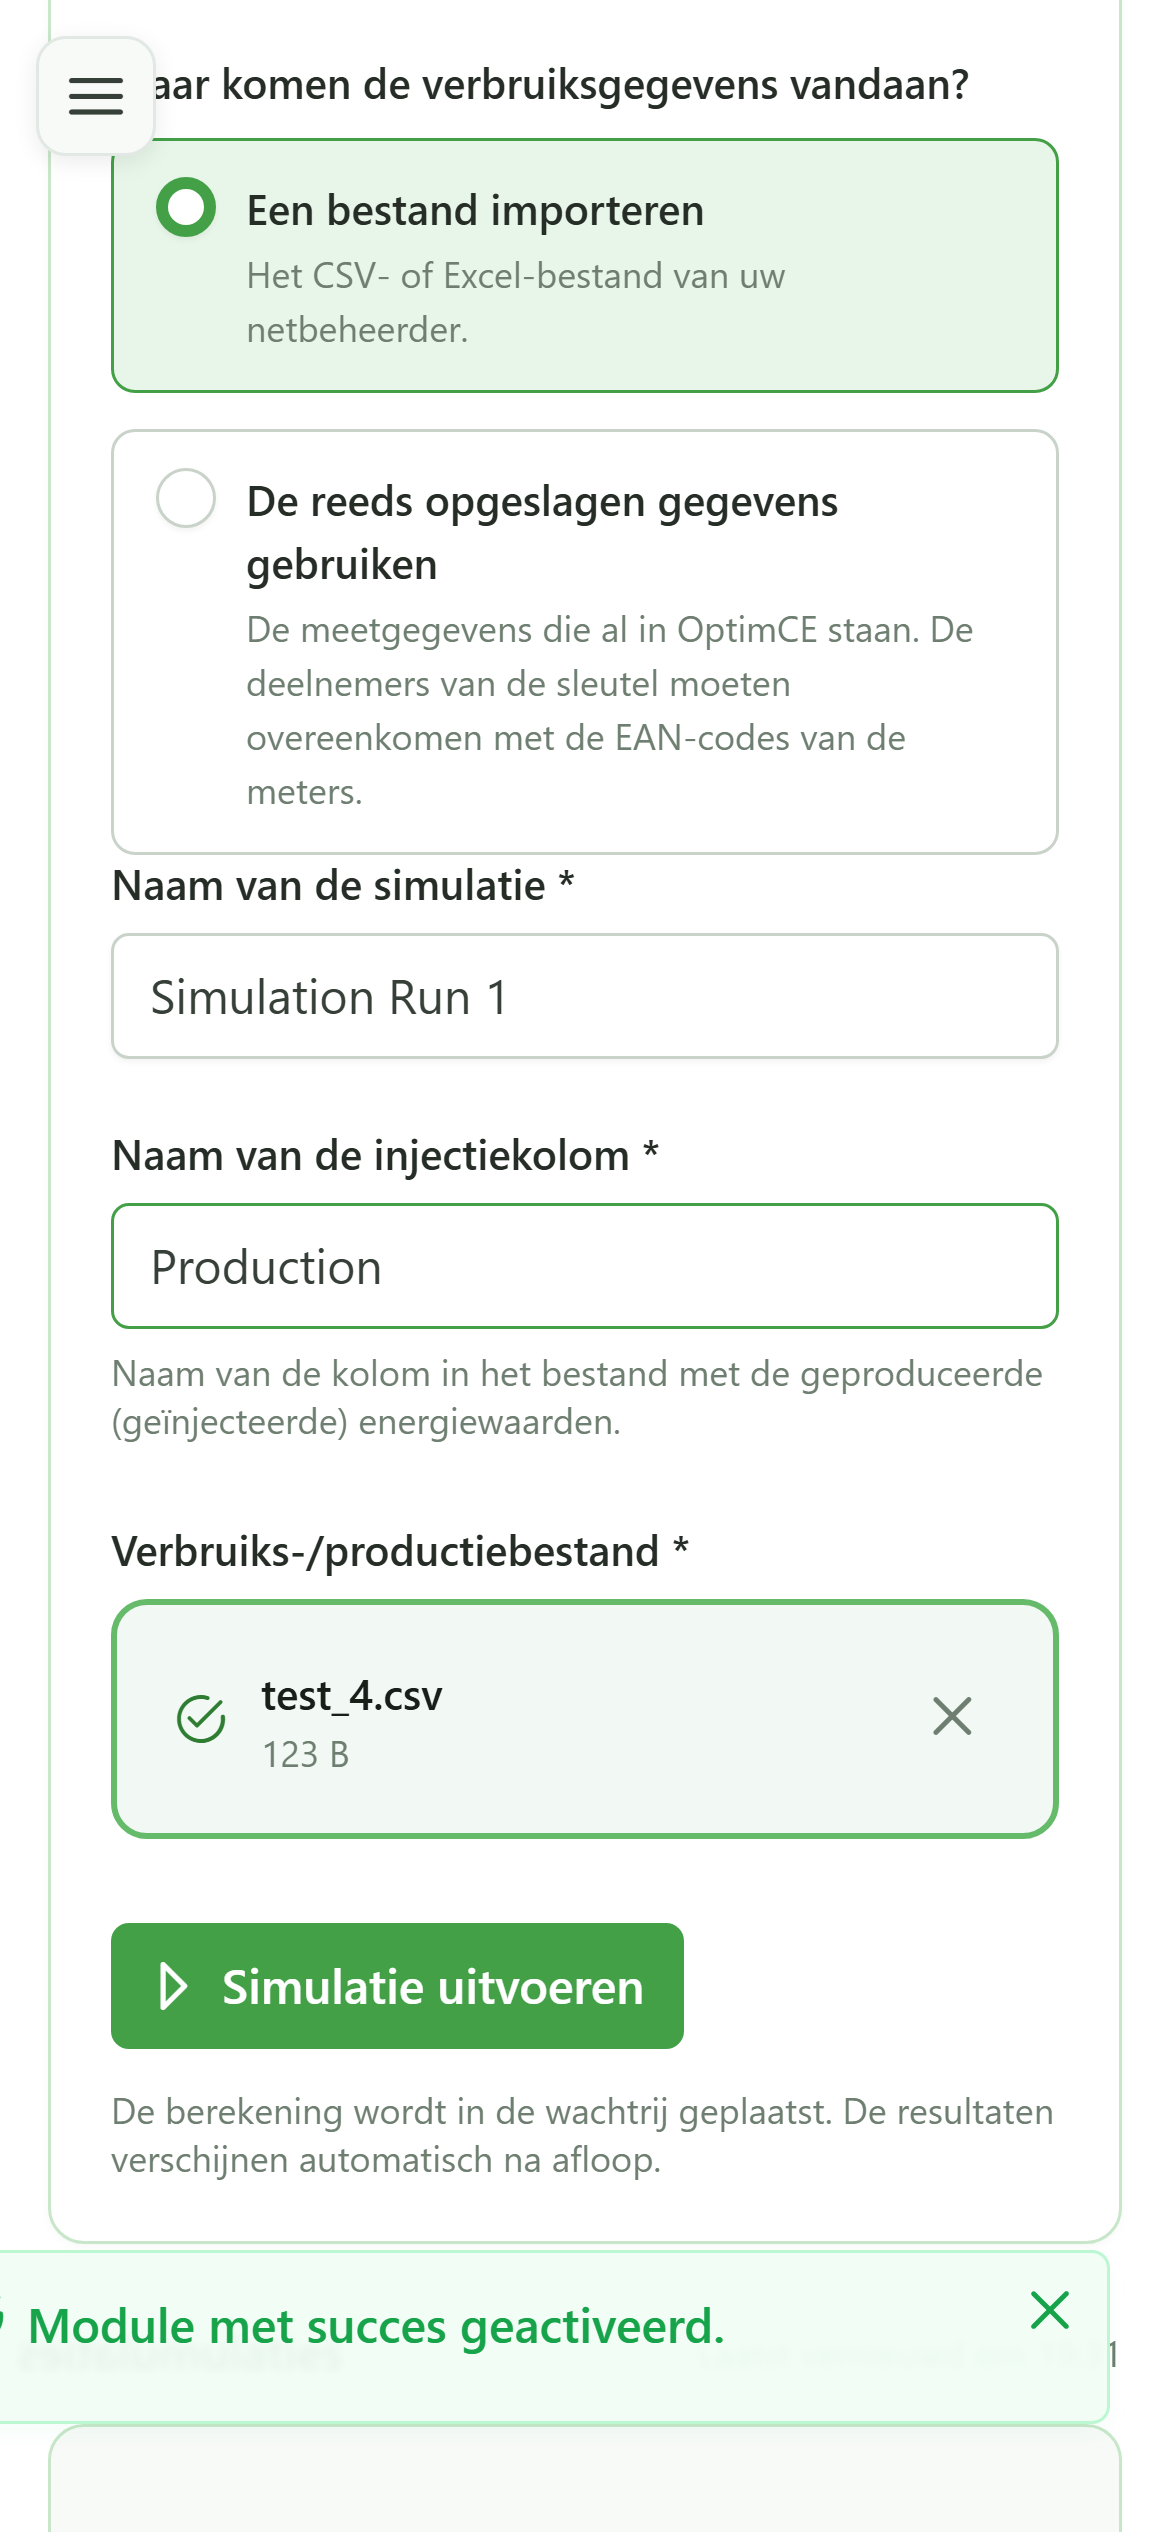 aar komen de verbruiksgegevens vandaan?
Een bestand importeren
Het CSV- of Excel-bestand van uw
netbeheerder.
De reeds opgeslagen gegevens
gebruiken
De meetgegevens die al in OptimCE staan. De
deelnemers van de sleutel moeten
overeenkomen met de EAN-codes van de
meters.
Naam van de simulatie *
Simulation Run 1
Naam van de injectiekolom *
Production
Naam van de kolom in het bestand met de geproduceerde
(geïnjecteerde) energiewaarden.
Verbruiks-/productiebestand *
test_4.csv
123 B
Simulatie uitvoeren
De berekening wordt in de wachtrij geplaatst. De resultaten
verschijnen automatisch na afloop.
Module met succes geactiveerd.
1